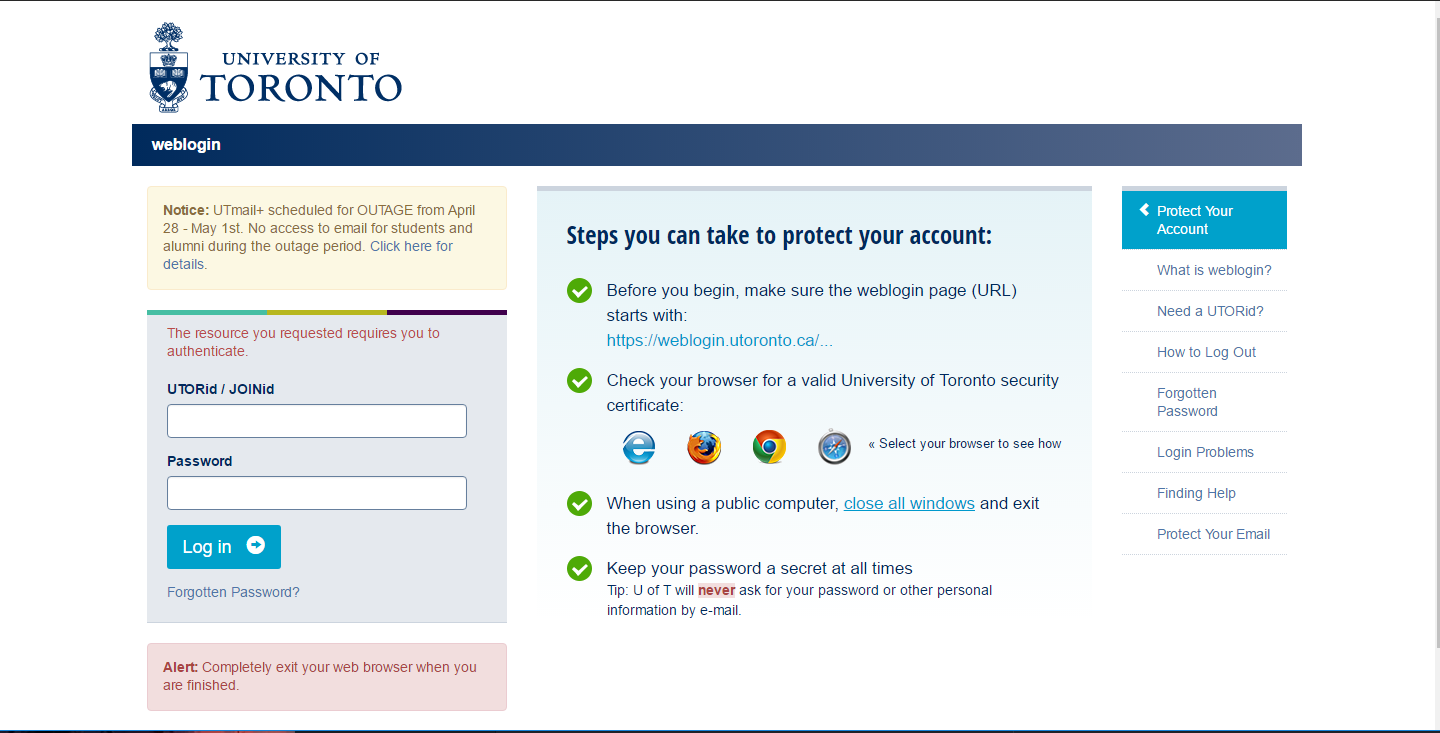 UNIVERSITY OF
TORONTO
weblogin
Notice: UTmail+ scheduled for OUTAGE from April
28 - May 1st. No access to email for students and
alumni during the outage period. Click here for
details.
The resource you requested requires you to
authenticate.
UTORid / JOINid
Password
Log in
Forgotten Password?
Alert: Completely exit your web browser when you
are finished.
Steps you can take to protect your account:
Before you begin, make sure the weblogin page (URL)
starts with:
https://weblogin.utoronto.ca/...
Check your browser for a valid University of Toronto security
certificate:
« Select your browser to see how
When using a public computer, close all windows and exit
the browser.
Keep your password a secret at all times
Tip: U of T will never ask for your password or other personal
information by e-mail.
Protect Your
Account
What is weblogin?
Need a UTORid?
How to Log Out
Forgotten
Password
Login Problems
Finding Help
Protect Your Email